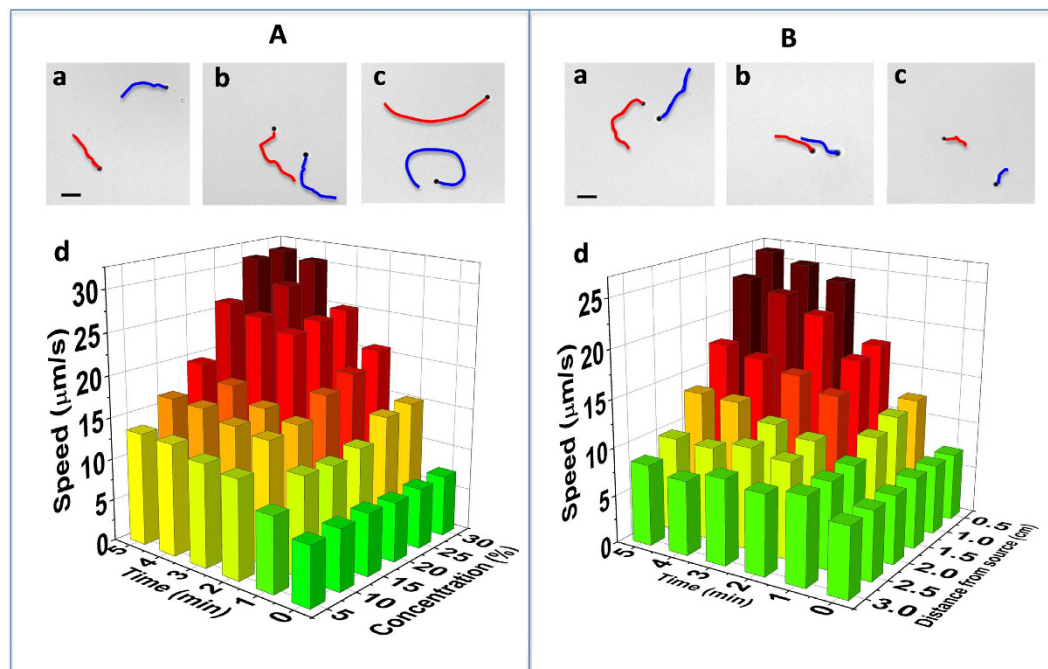 A
a
b
c
d
Speed (μm/s)
30
25
20
15
10
5
0
5
4
3
2
1
0
Time (min)
5
10
15
20
25
30
Concentration (%)
B
a
b
c
d
Speed (μm/s)
25
20
15
10
5
0
5
4
3
2
1
0
Time (min)
3.0
2.5
2.0
1.5
1.0
0.5
Distance from source (cm)